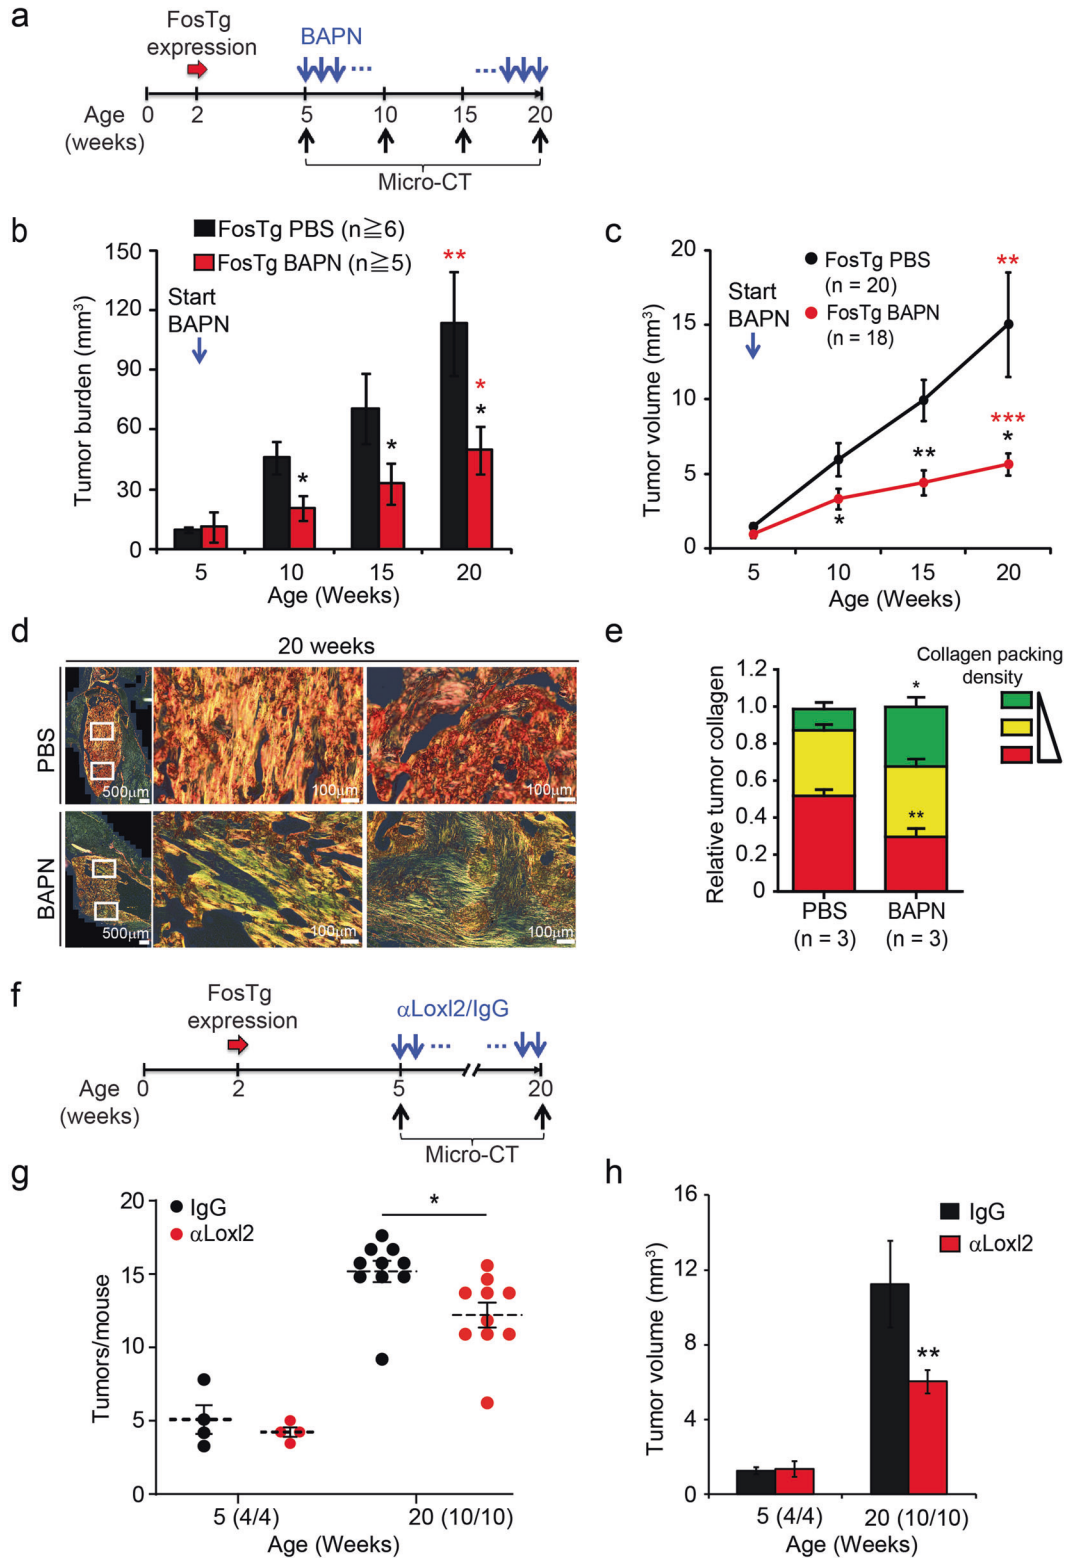 a
FosTg
expression
BAPN
Age
(weeks)
0 2 5 10 15 20
Micro-CT
b
FosTg PBS (n≧6)
FosTg BAPN (n≧5)
Start
BAPN
Tumor burden (mm³)
150
120
90
60
30
0
**
*
*
*
*
5 10 15 20
Age (Weeks)
c
FosTg PBS
(n = 20)
FosTg BAPN
(n = 18)
Start
BAPN
Tumor volume (mm³)
20
15
10
5
0
**
***
*
**
*
5 10 15 20
Age (Weeks)
d
20 weeks
PBS
500µm
100µm
100µm
BAPN
500µm
100µm
100µm
e
Collagen packing
density
Relative tumor collagen
1.2
1.0
0.8
0.6
0.4
0.2
0
*
**
PBS
(n = 3)
BAPN
(n = 3)
f
FosTg
expression
αLoxl2/IgG
Age
(weeks)
0 2 5 20
Micro-CT
g
IgG
αLoxl2
Tumors/mouse
20
15
10
5
0
*
5 (4/4) 20 (10/10)
Age (Weeks)
h
IgG
αLoxl2
Tumor volume (mm³)
16
12
8
4
0
**
5 (4/4) 20 (10/10)
Age (Weeks)